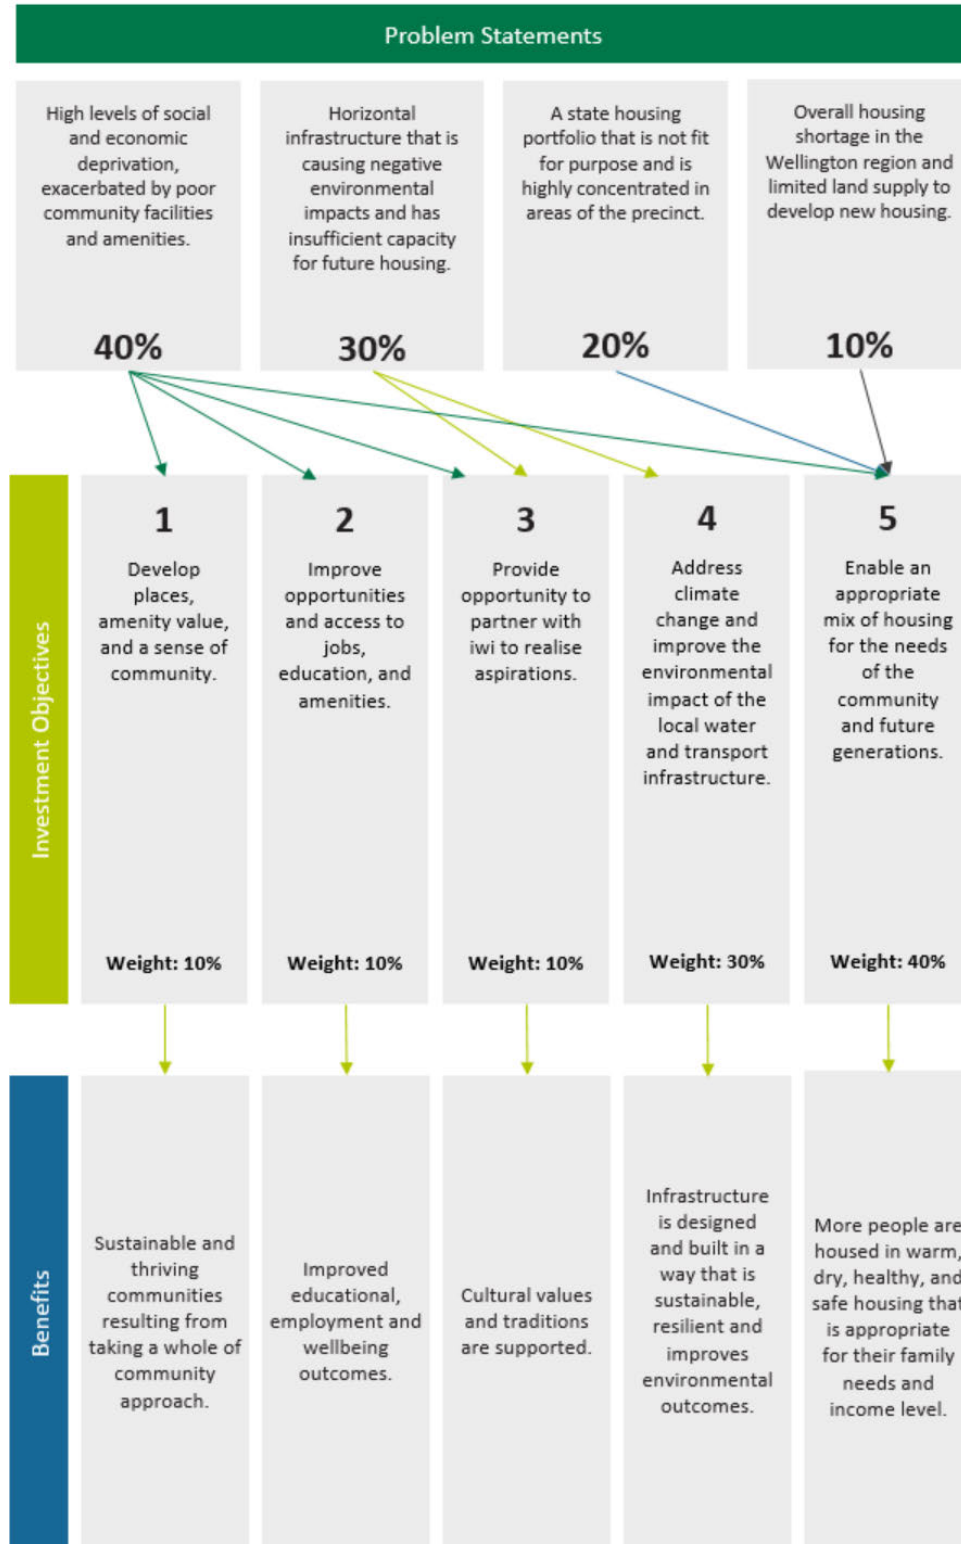 Problem Statements
High levels of social
and economic
deprivation,
exacerbated by poor
community facilities
and amenities.
40%
Horizontal
infrastructure that is
causing negative
environmental
impacts and has
insufficient capacity
for future housing.
30%
A state housing
portfolio that is not fit
for purpose and is
highly concentrated in
areas of the precinct.
20%
Overall housing
shortage in the
Wellington region and
limited land supply to
develop new housing.
10%
Investment Objectives
1
Develop
places,
amenity value,
and a sense of
community.
Weight: 10%
2
Improve
opportunities
and access to
jobs,
education, and
amenities.
Weight: 10%
3
Provide
opportunity to
partner with
iwi to realise
aspirations.
Weight: 10%
4
Address
climate
change and
improve the
environmental
impact of the
local water
and transport
infrastructure.
Weight: 30%
5
Enable an
appropriate
mix of housing
for the needs
of the
community
and future
generations.
Weight: 40%
Benefits
Sustainable and
thriving
communities
resulting from
taking a whole of
community
approach.
Improved
educational,
employment and
wellbeing
outcomes.
Cultural values
and traditions
are supported.
Infrastructure
is designed
and built in a
way that is
sustainable,
resilient and
improves
environmental
outcomes.
More people are
housed in warm,
dry, healthy, and
safe housing that
is appropriate
for their family
needs and
income level.